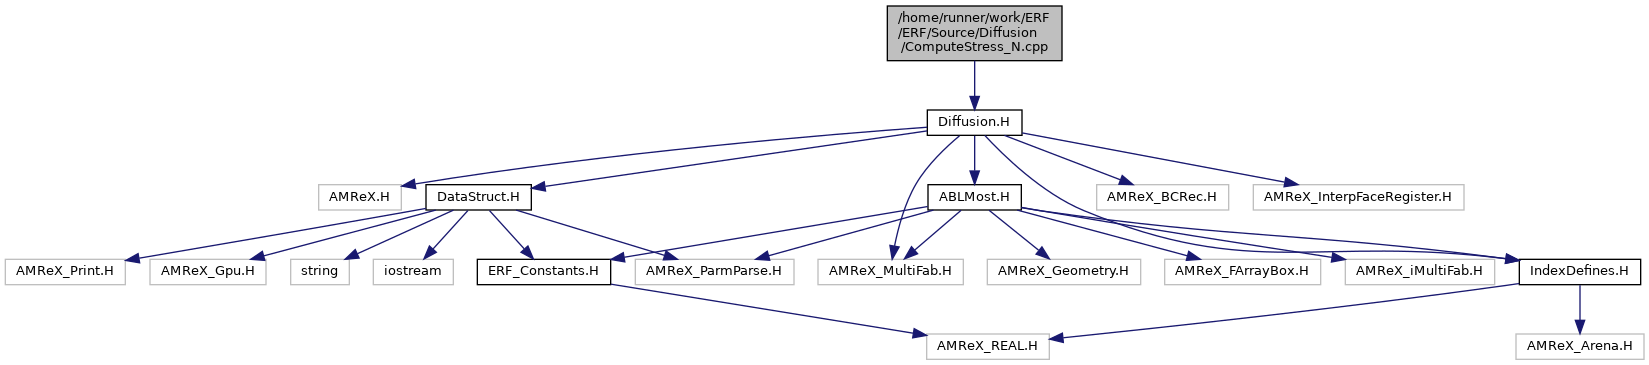 /home/runner/work/ERF
/ERF/Source/Diffusion
/ComputeStress_N.cpp
Diffusion.H
AMReX.H
DataStruct.H
ABLMost.H
AMReX_BCRec.H
AMReX_InterpFaceRegister.H
AMReX_Print.H
AMReX_Gpu.H
string
iostream
ERF_Constants.H
AMReX_ParmParse.H
AMReX_MultiFab.H
AMReX_Geometry.H
AMReX_FArrayBox.H
AMReX_iMultiFab.H
IndexDefines.H
AMReX_REAL.H
AMReX_Arena.H